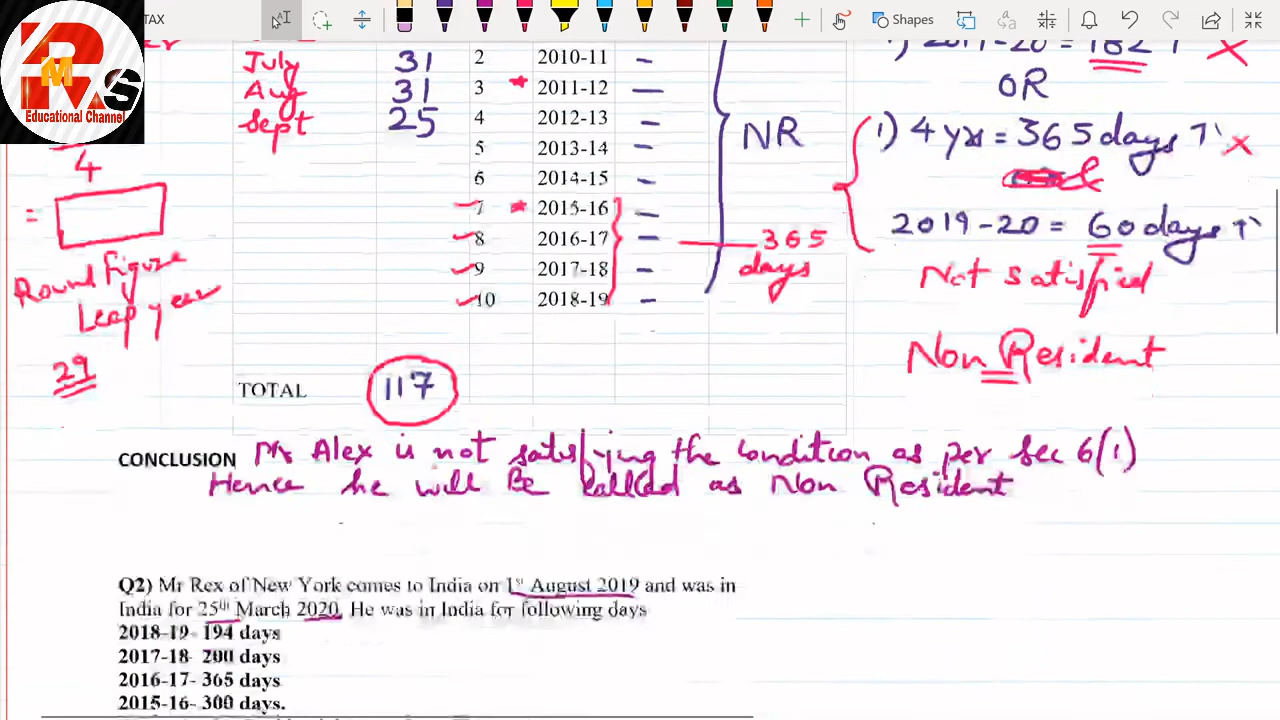 TAX
Shapes
RMS
Educational Channel
July 31 2 2010-11 —
Aug 31 3 * 2011-12 —
Sept 25 4 2012-13 —
5 2013-14 —
6 2014-15 —
7 * 2015-16 —
8 2016-17 —
9 2017-18 —
10 2018-19 —
NR
365
days
4
=
Round figure
Leap year
29
TOTAL 117
1) 2019-20 = 182 ↑ X
OR
1) 4 yrs = 365 days ↑ X
&
2019-20 = 60 days ↑
Not satisfied
Non Resident
CONCLUSION Mr Alex is not satisfying the condition as per Sec 6(1)
Hence he will Be called as Non Resident
Q2) Mr Rex of New York comes to India on 1st August 2019 and was in
India for 25th March 2020. He was in India for following days
2018-19- 194 days
2017-18 200 days
2016-17- 365 days
2015-16- 300 days.